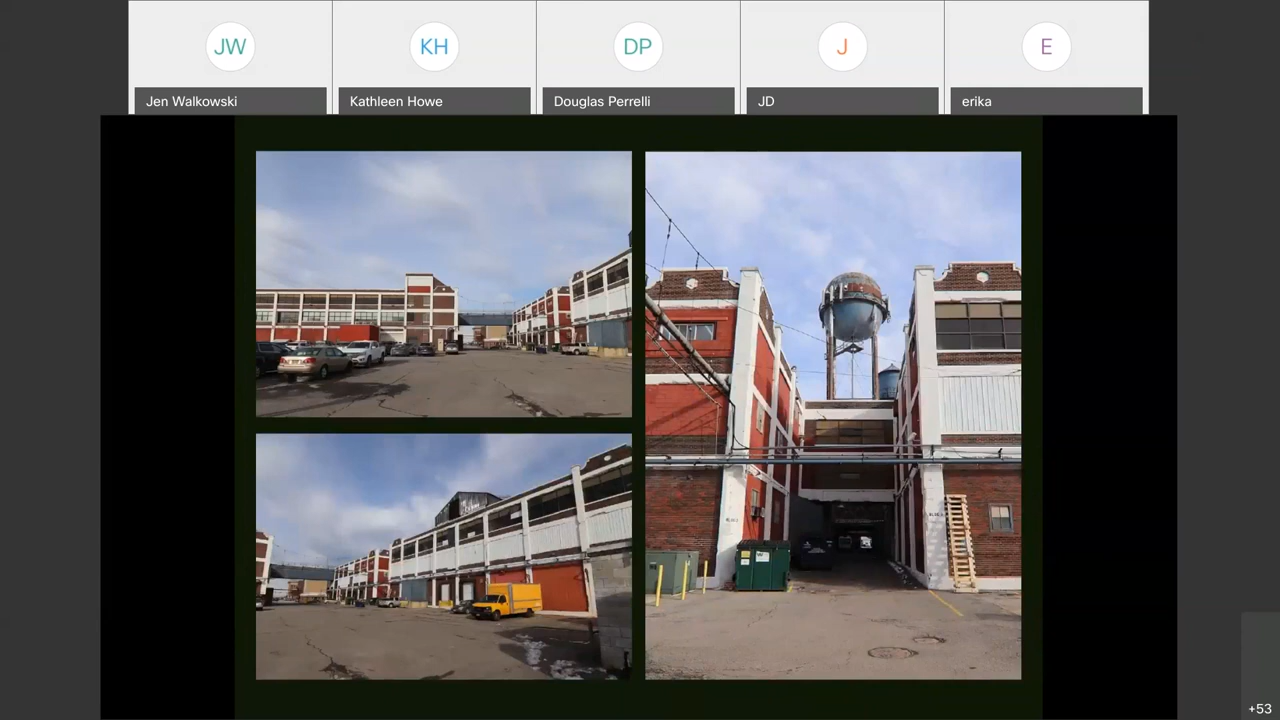 JW
KH
DP
J
E
Jen Walkowski
Kathleen Howe
Douglas Perrelli
JD
erika
+53